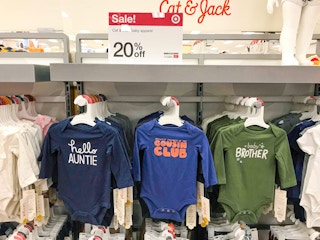 Cat & Jack
Sale!
20%
off
hello
AUNTIE
COUSIN
CLUB
baby
BROTHER